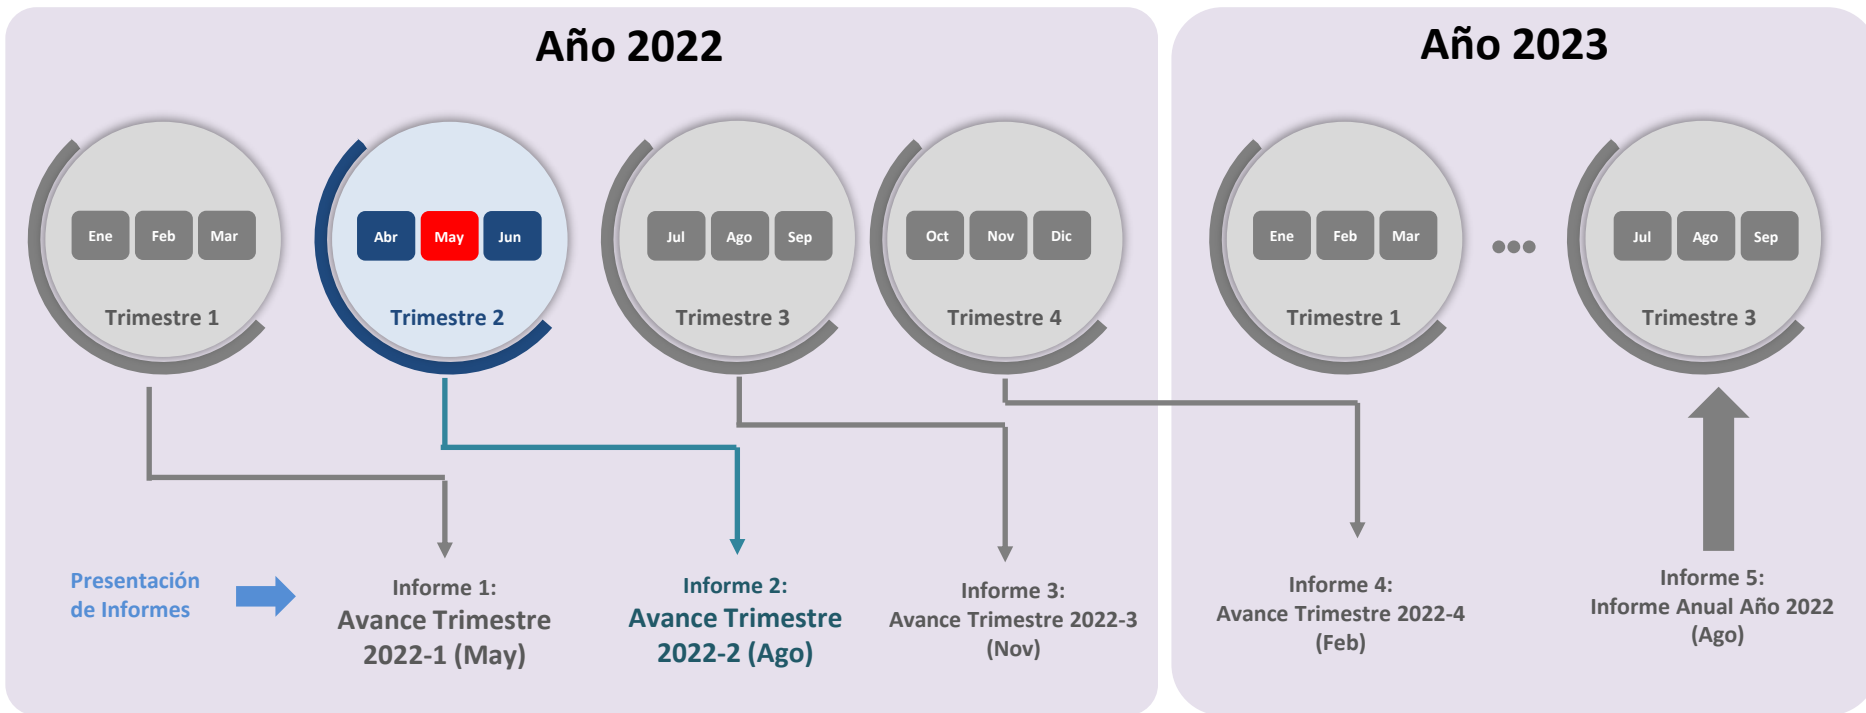 Año 2022
Año 2023
Ene Feb Mar
Trimestre 1
Abr May Jun
Trimestre 2
Jul Ago Sep
Trimestre 3
Oct Nov Dic
Trimestre 4
Ene Feb Mar
Trimestre 1
Jul Ago Sep
Trimestre 3
Presentación
de Informes
Informe 1:
Avance Trimestre
2022-1 (May)
Informe 2:
Avance Trimestre
2022-2 (Ago)
Informe 3:
Avance Trimestre 2022-3
(Nov)
Informe 4:
Avance Trimestre 2022-4
(Feb)
Informe 5:
Informe Anual Año 2022
(Ago)